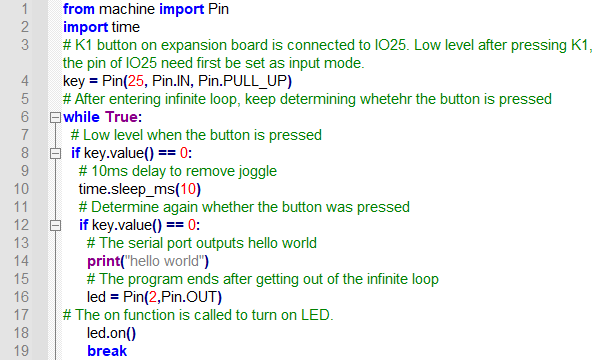 1 from machine import Pin
2 import time
3 # K1 button on expansion board is connected to IO25. Low level after pressing K1,
the pin of IO25 need first be set as input mode.
4 key = Pin(25, Pin.IN, Pin.PULL_UP)
5 # After entering infinite loop, keep determining whetehr the button is pressed
6 while True:
7 # Low level when the button is pressed
8 if key.value() == 0:
9 # 10ms delay to remove joggle
10 time.sleep_ms(10)
11 # Determine again whether the button was pressed
12 if key.value() == 0:
13 # The serial port outputs hello world
14 print("hello world")
15 # The program ends after getting out of the infinite loop
16 led = Pin(2,Pin.OUT)
17 # The on function is called to turn on LED.
18 led.on()
19 break